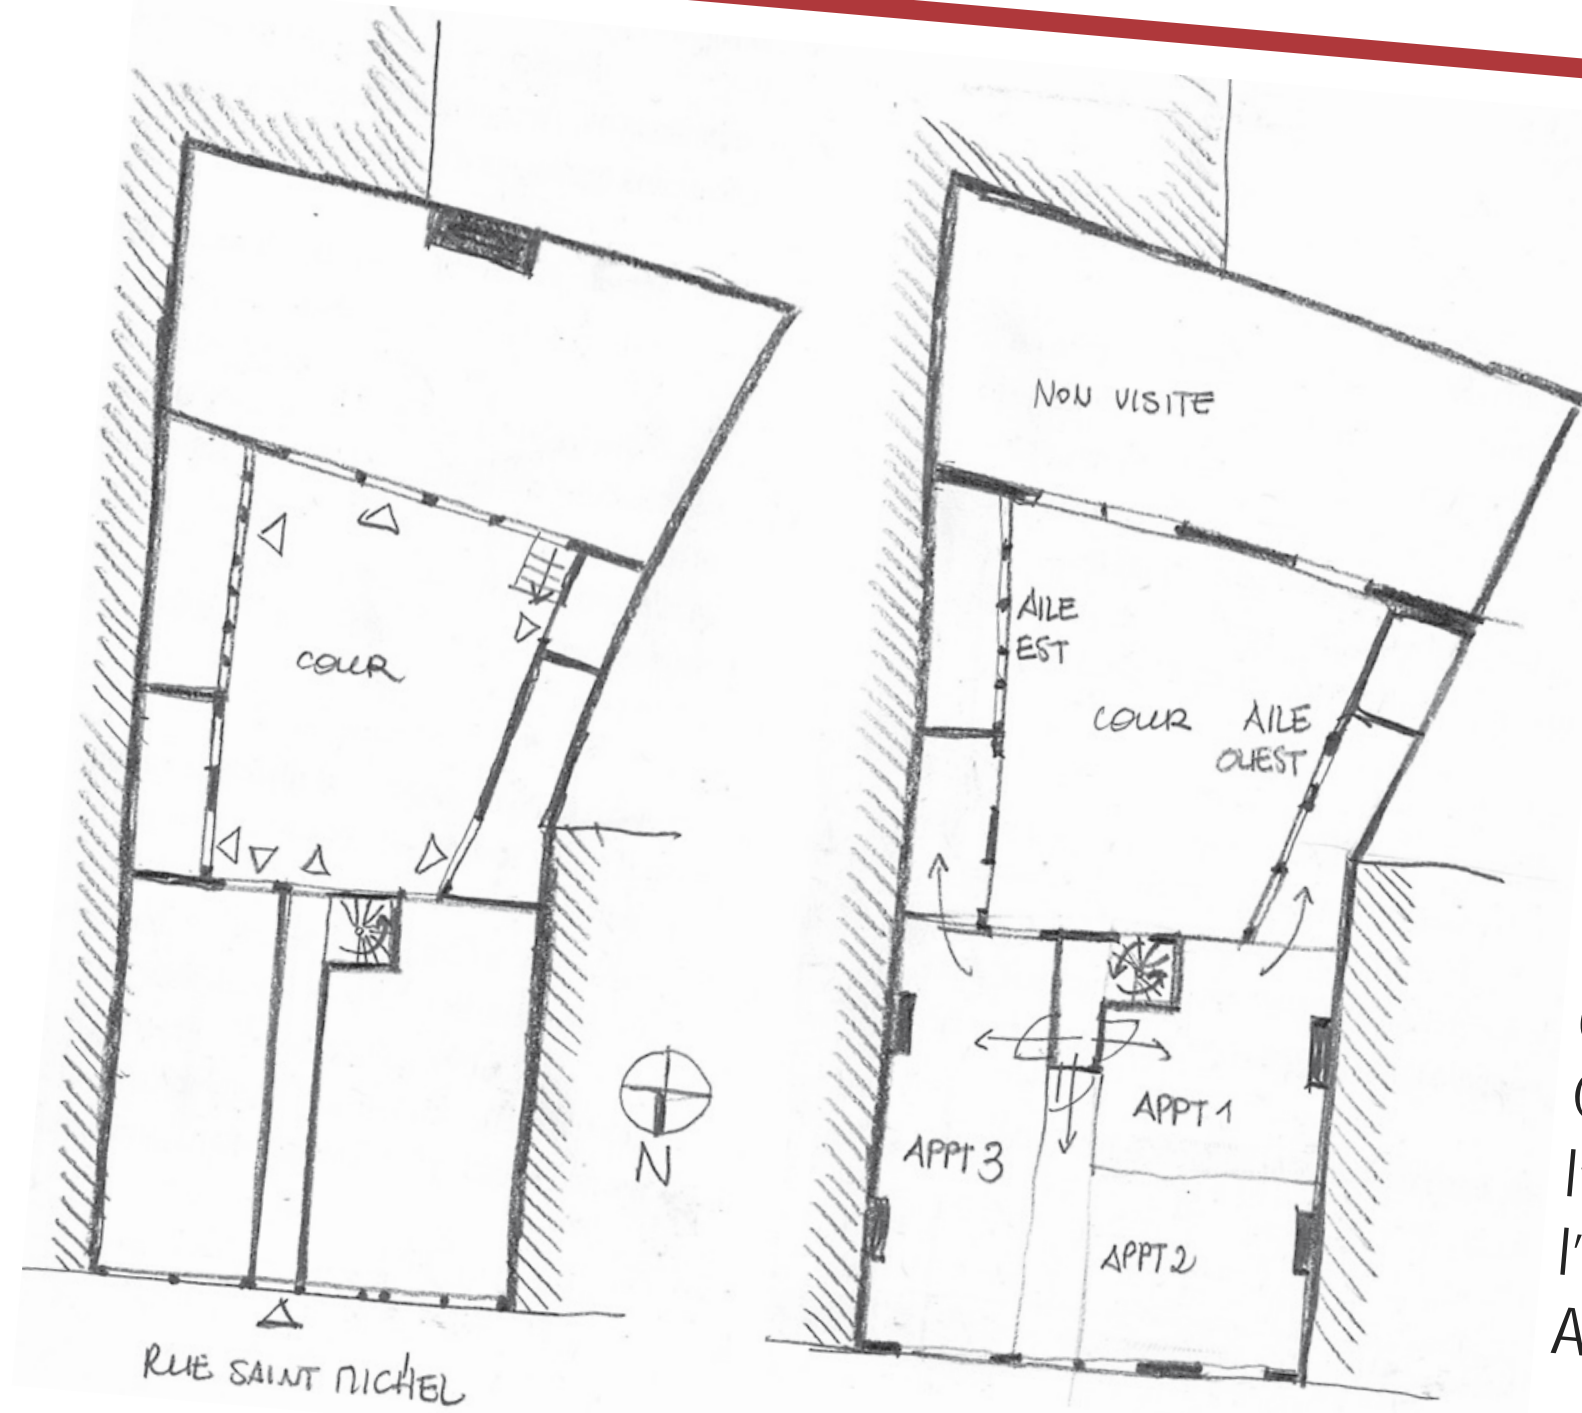 COUR
N
RUE SAINT MICHEL
NON VISITE
AILE
EST
COUR
AILE
OUEST
APPT 1
APPT 3
APPT 2
l'
A